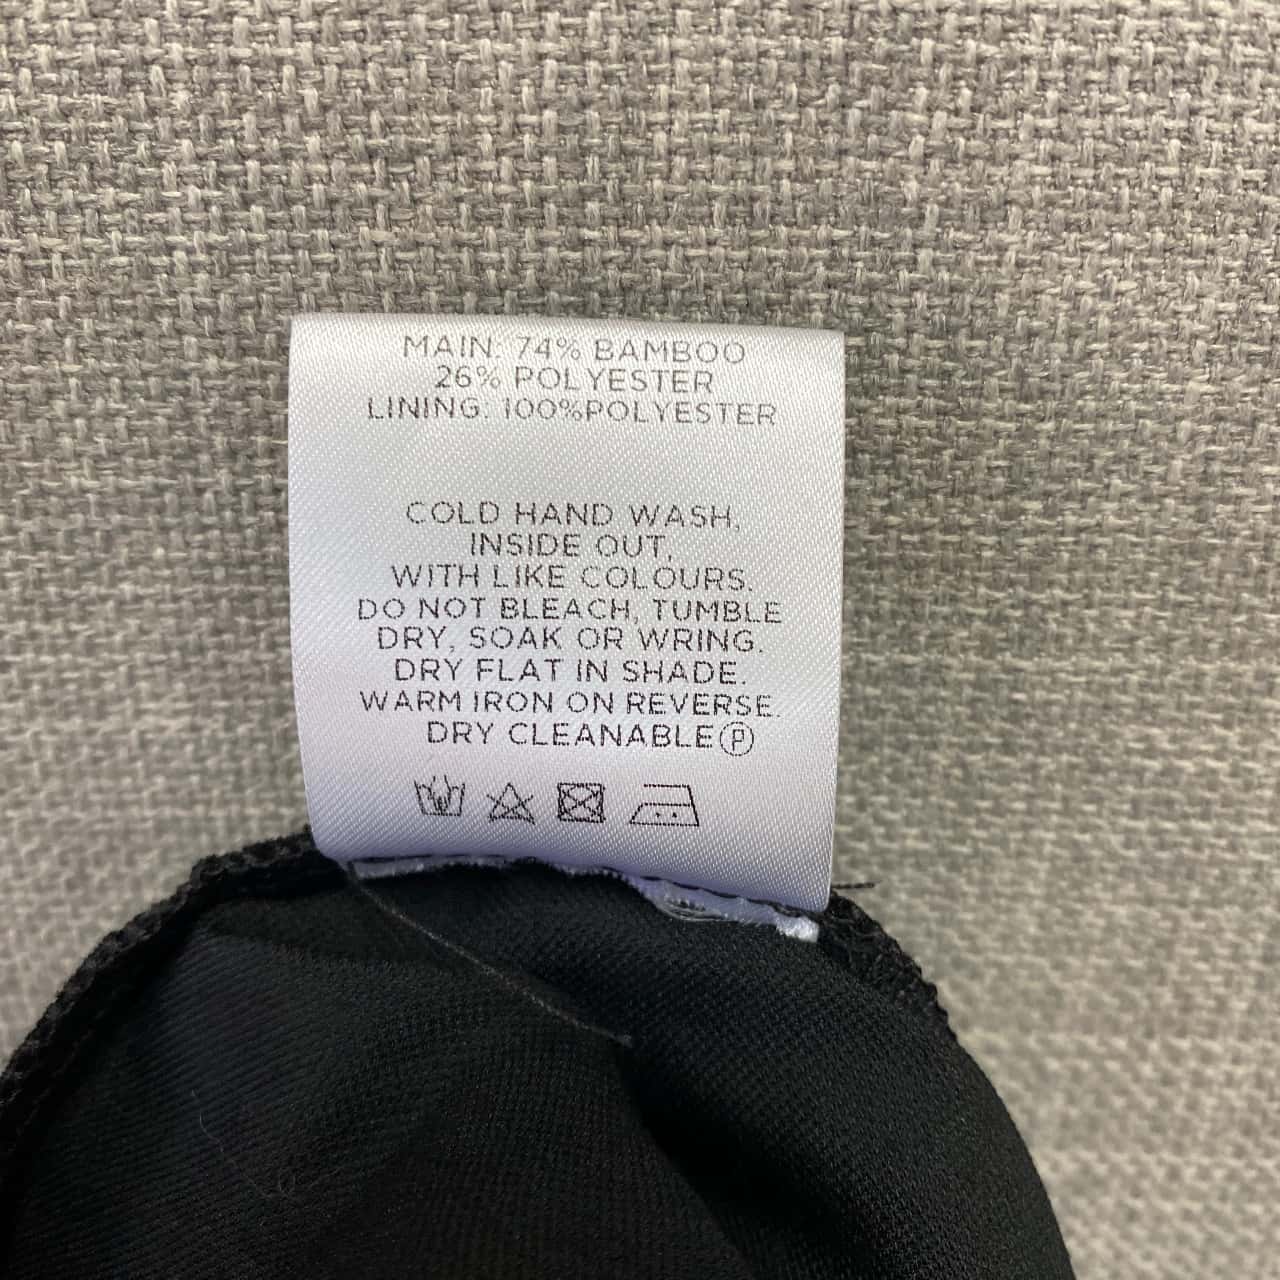 MAIN: 74% BAMBOO
26% POLYESTER
LINING: 100%POLYESTER
COLD HAND WASH,
INSIDE OUT,
WITH LIKE COLOURS.
DO NOT BLEACH, TUMBLE
DRY, SOAK OR WRING.
DRY FLAT IN SHADE.
WARM IRON ON REVERSE.
DRY CLEANABLE Ⓟ